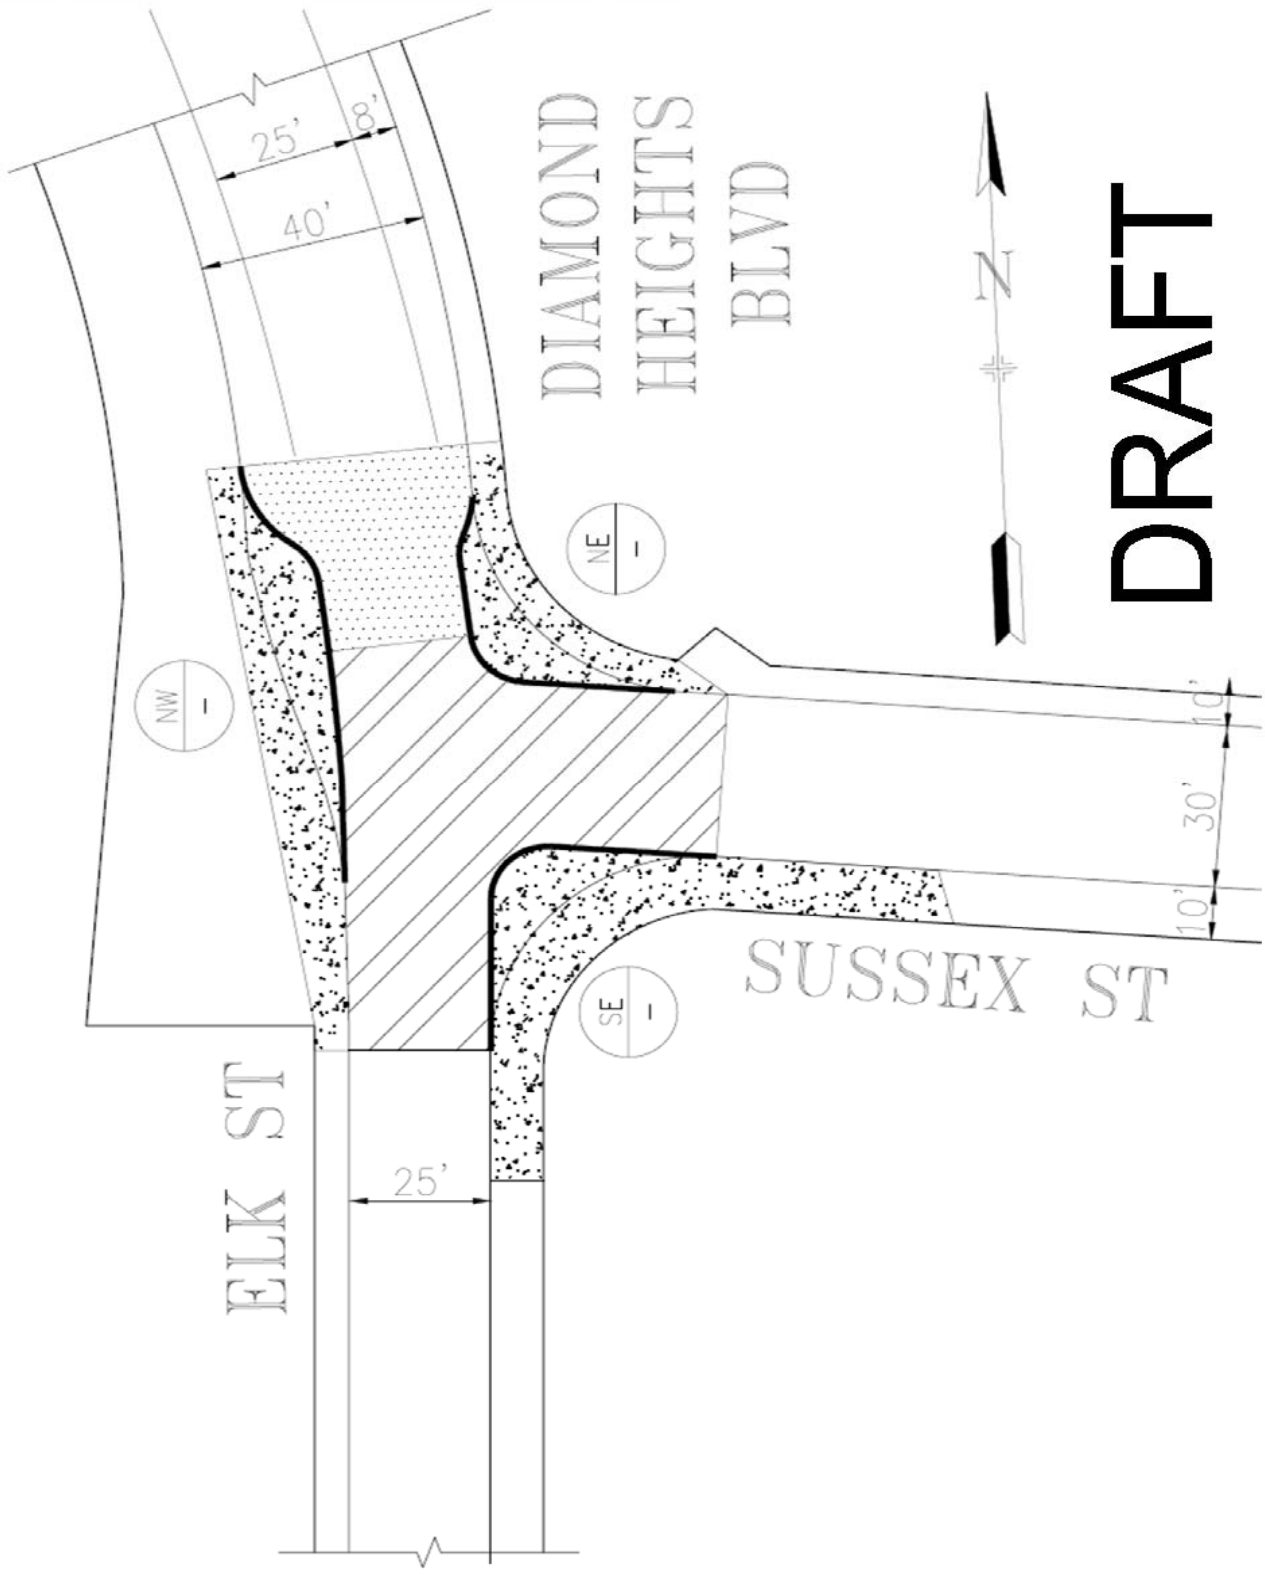 25'
8'
40'
DIAMOND
HEIGHTS
BLVD
N
DRAFT
NE
–
NW
–
10'
30'
10'
SUSSEX ST
SE
–
ELK ST
25'